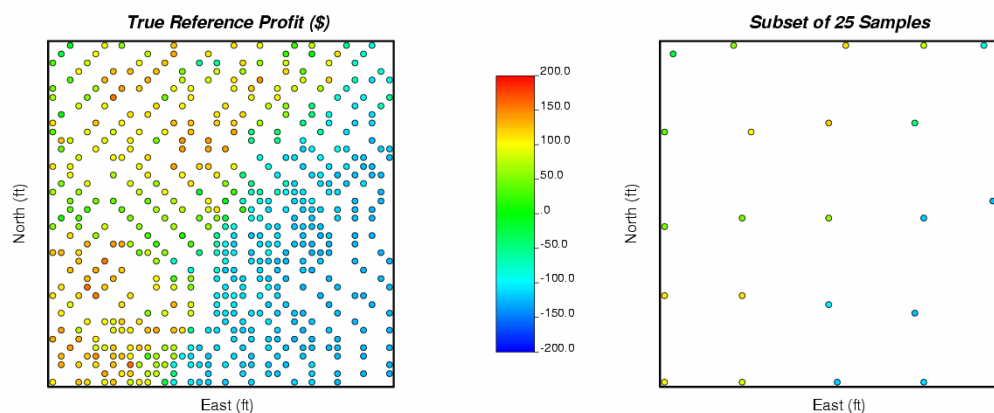 True Reference Profit ($)
North (ft)
East (ft)
200.0
150.0
100.0
50.0
.0
-50.0
-100.0
-150.0
-200.0
Subset of 25 Samples
North (ft)
East (ft)